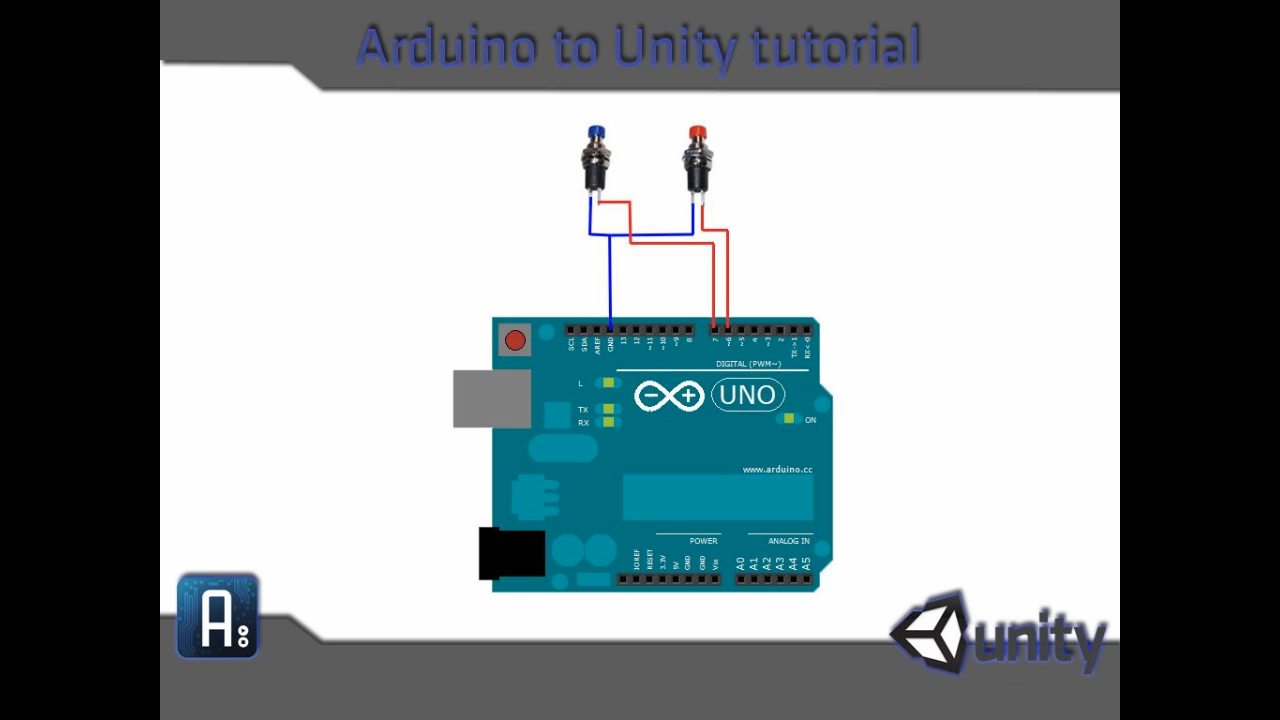 Arduino to Unity tutorial
SCL SDA AREF GND 13 12 ~11 ~10 ~9 8 7 ~6 ~5 4 ~3 2 TX->1 RX<-0
DIGITAL (PWM~)
L
UNO
TX
RX
ON
www.arduino.cc
POWER ANALOG IN
IOREF RESET 3.3V 5V GND GND Vin A0 A1 A2 A3 A4 A5
A
unity